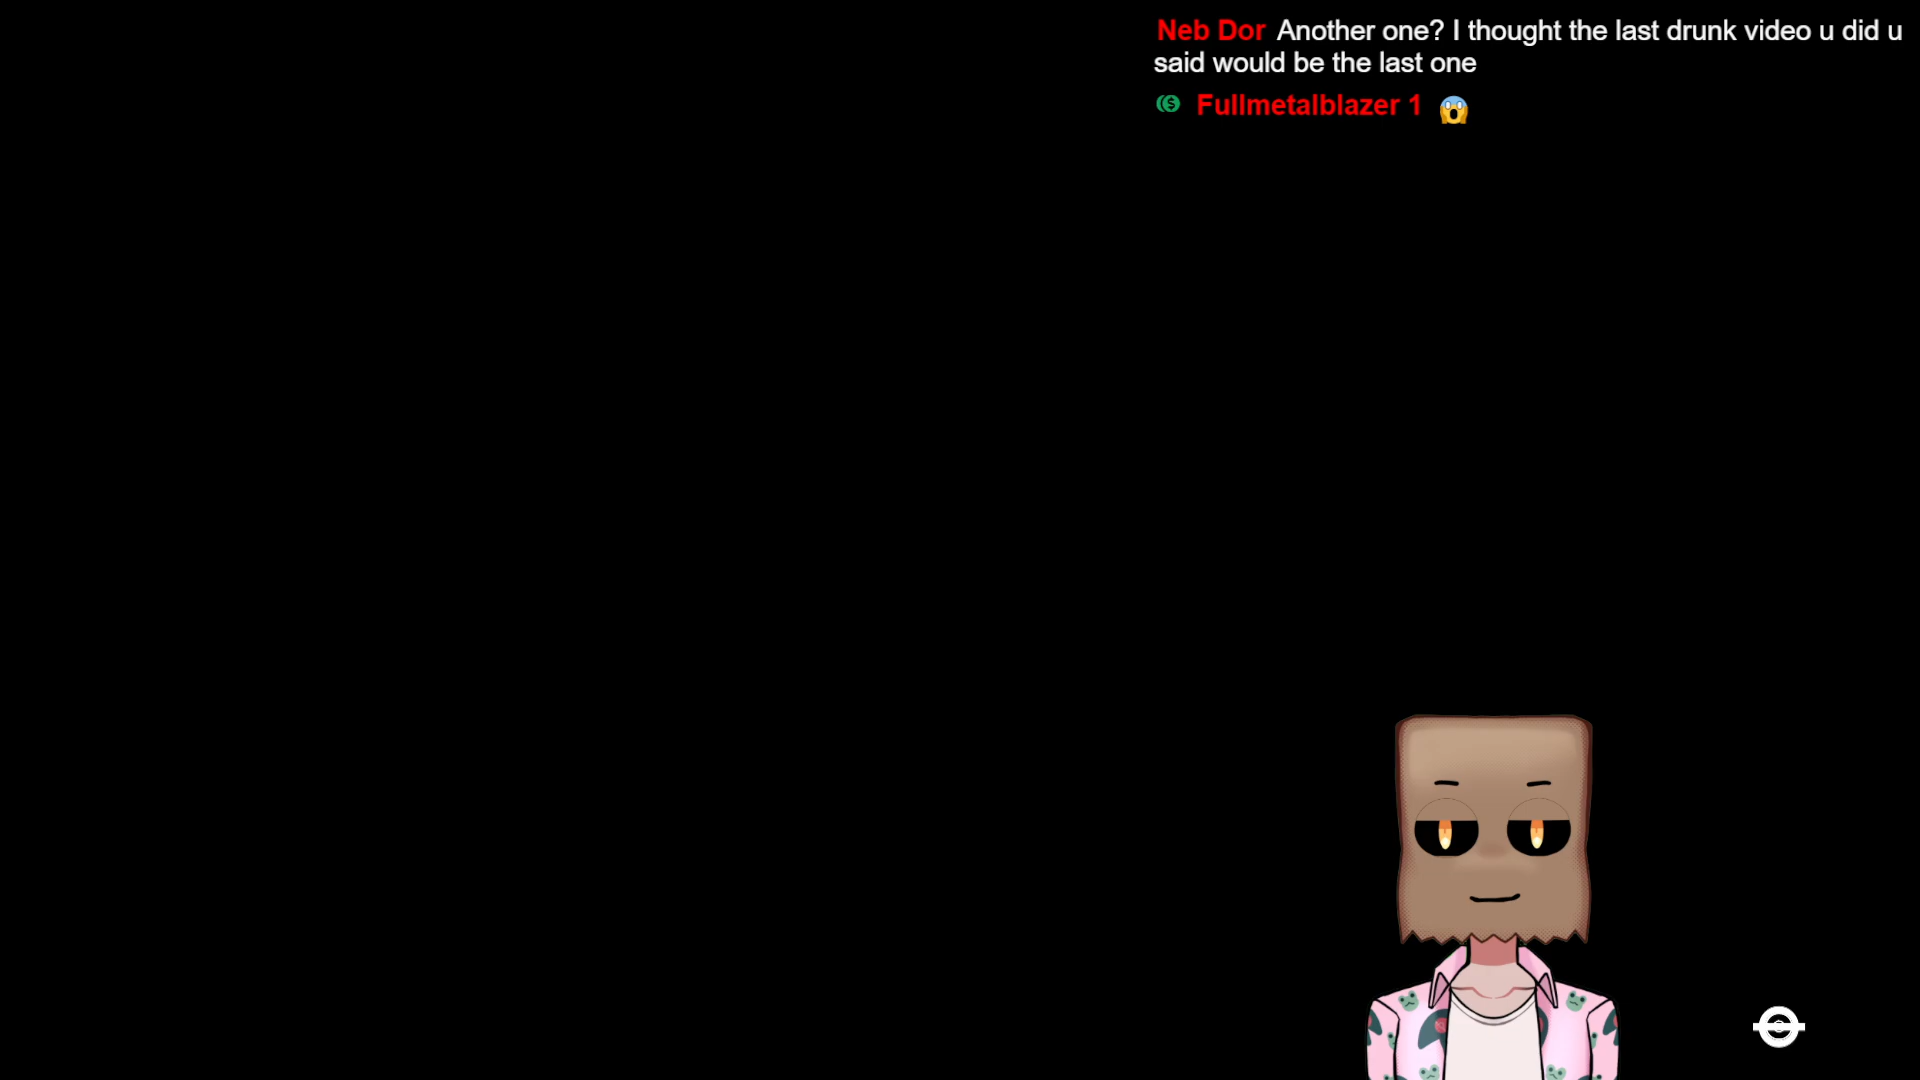 Neb Dor Another one? I thought the last drunk video u did u
said would be the last one
Fullmetalblazer 1 😱